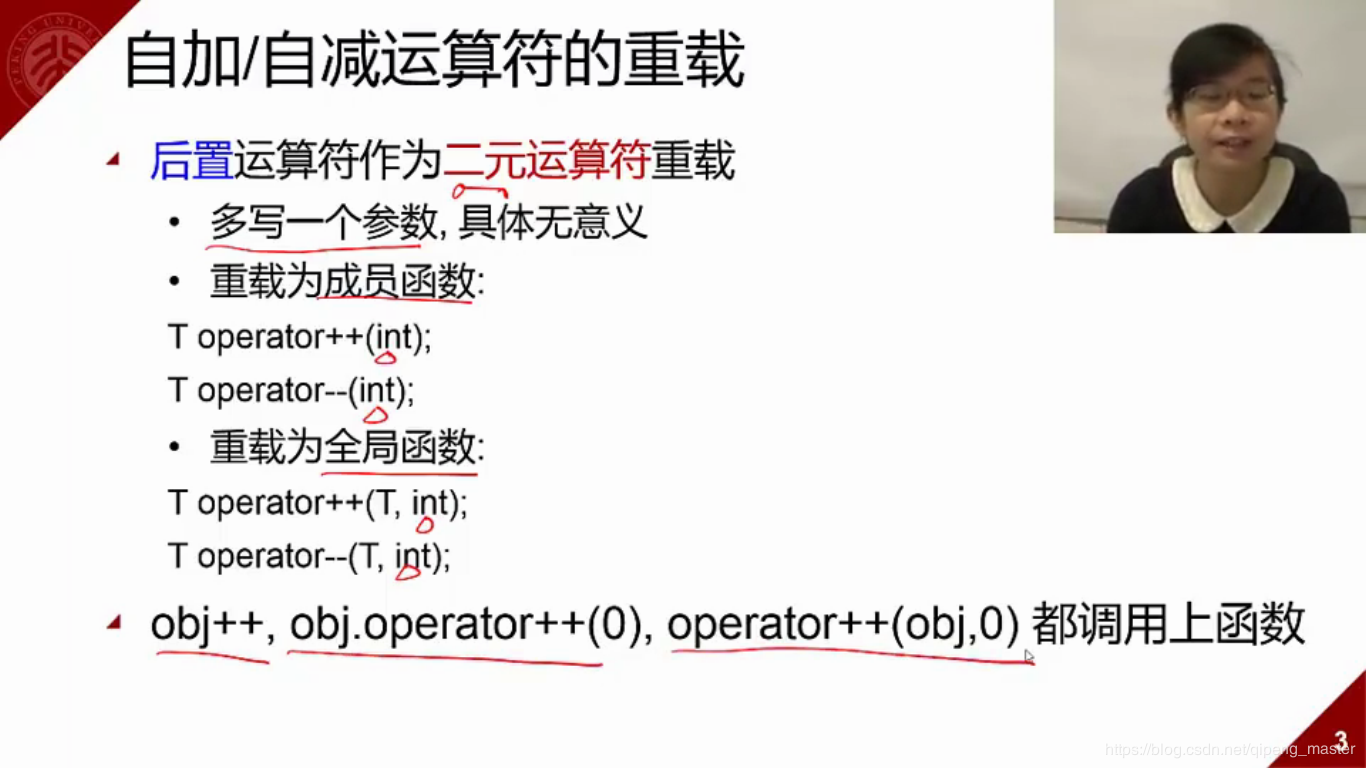 自加/自减运算符的重载
后置运算符作为二元运算符重载
• 多写一个参数, 具体无意义
• 重载为成员函数:
T operator++(int);
T operator--(int);
• 重载为全局函数:
T operator++(T, int);
T operator--(T, int);
obj++, obj.operator++(0), operator++(obj,0) 都调用上函数
3
https://blog.csdn.net/qipang_master